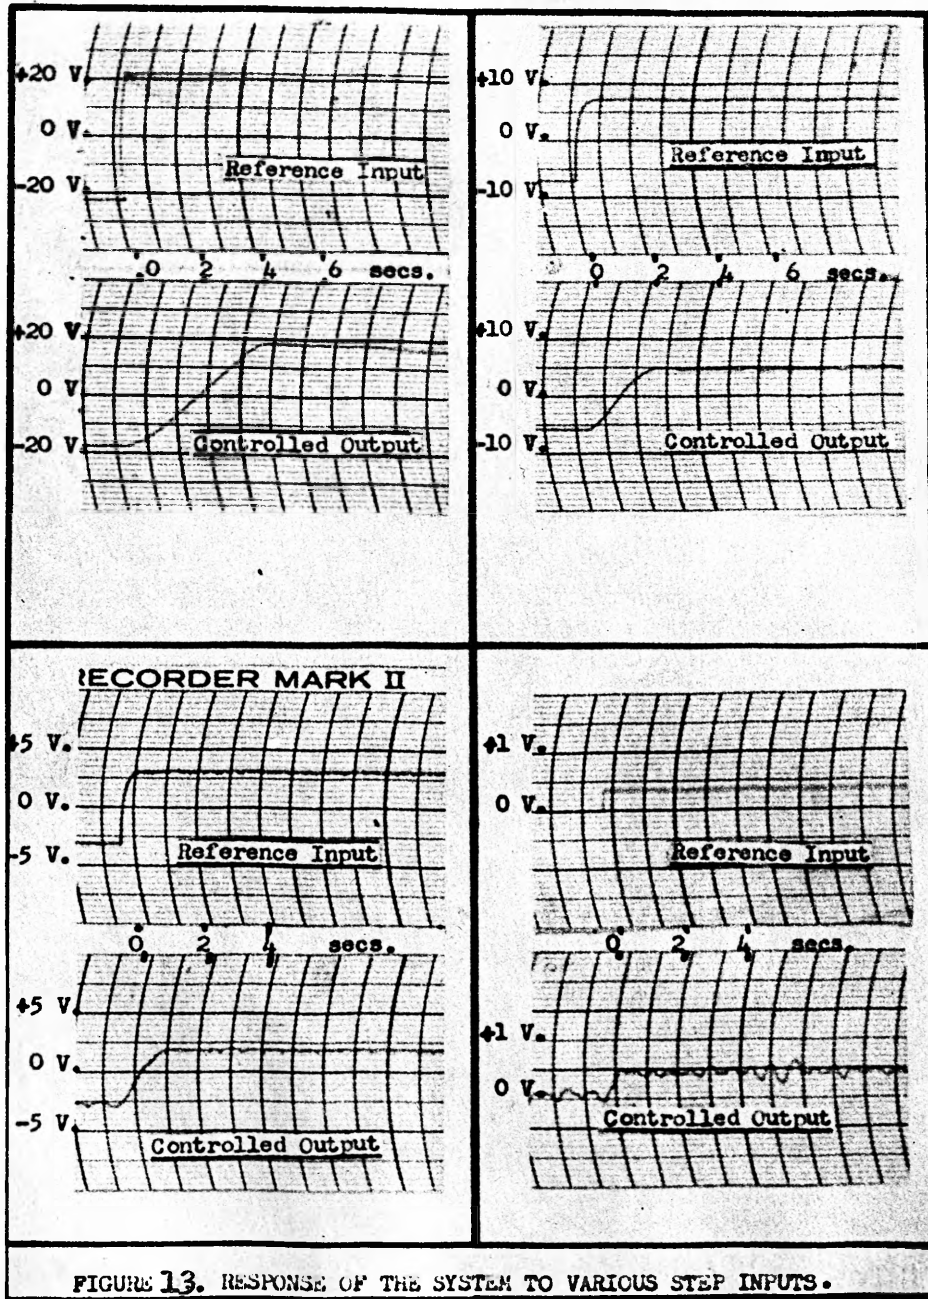 +20 V.
0 V.
-20 V.
Reference Input
0 2 4 6 secs.
+20 V.
0 V.
-20 V.
Controlled Output
+10 V.
0 V.
-10 V.
Reference Input
0 2 4 6 secs.
+10 V.
0 V.
-10 V.
Controlled Output
RECORDER MARK II
+5 V.
0 V.
-5 V.
Reference Input
0 2 4 secs.
+5 V.
0 V.
-5 V.
Controlled Output
+1 V.
0 V.
Reference Input
0 2 4 secs.
+1 V.
0 V.
Controlled Output
FIGURE 13. RESPONSE OF THE SYSTEM TO VARIOUS STEP INPUTS.